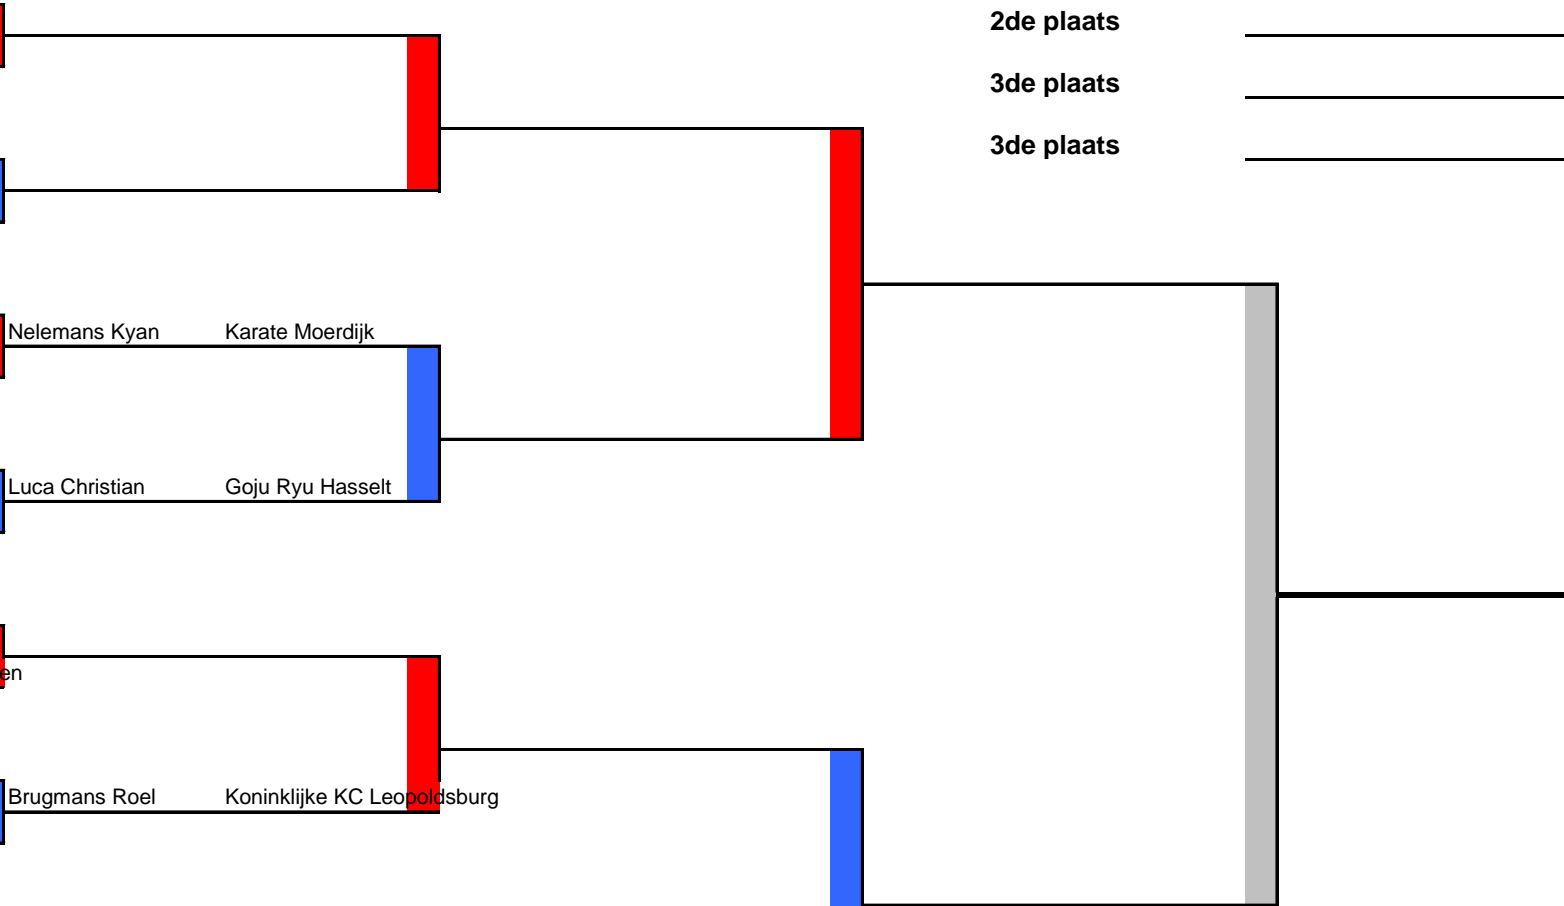 2de plaats
3de plaats
3de plaats
Nelemans Kyan Karate Moerdijk
Luca Christian Goju Ryu Hasselt
en
Brugmans Roel Koninklijke KC Leopoldsburg